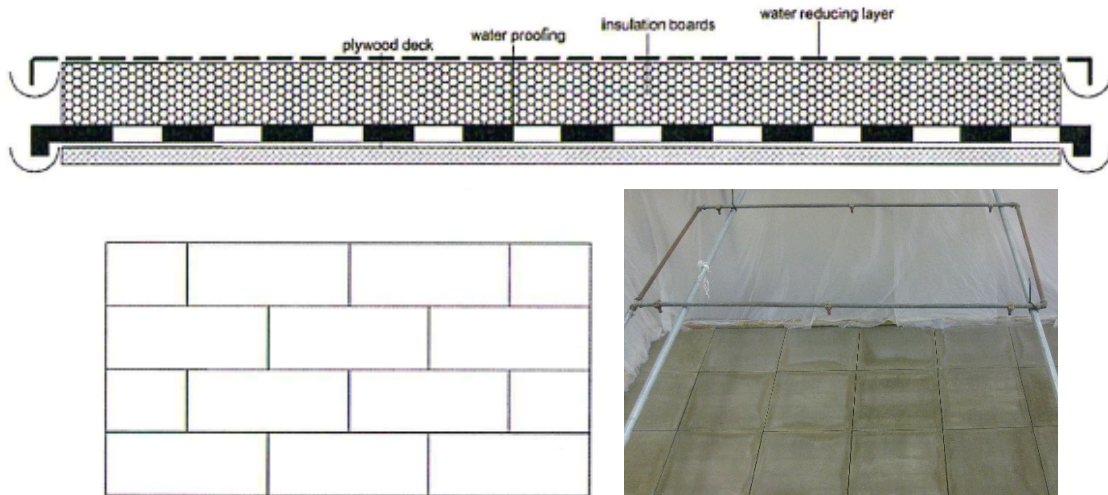 plywood deck
water proofing
insulation boards
water reducing layer